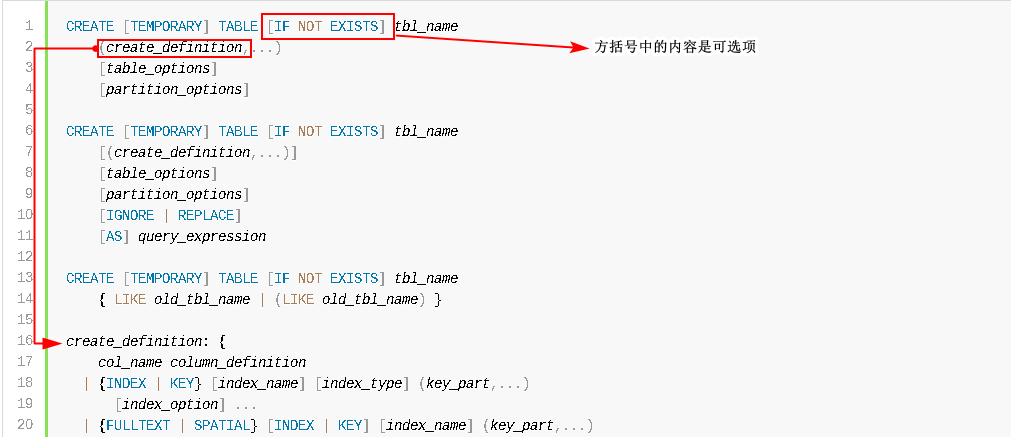 1 CREATE [TEMPORARY] TABLE [IF NOT EXISTS] tbl_name
2 (create_definition,...)
方括号中的内容是可选项
3 [table_options]
4 [partition_options]
5
6 CREATE [TEMPORARY] TABLE [IF NOT EXISTS] tbl_name
7 [(create_definition,...)]
8 [table_options]
9 [partition_options]
10 [IGNORE | REPLACE]
11 [AS] query_expression
12
13 CREATE [TEMPORARY] TABLE [IF NOT EXISTS] tbl_name
14 { LIKE old_tbl_name | (LIKE old_tbl_name) }
15
16 create_definition: {
17 col_name column_definition
18 | {INDEX | KEY} [index_name] [index_type] (key_part,...)
19 [index_option] ...
20 | {FULLTEXT | SPATIAL} [INDEX | KEY] [index_name] (key_part,...)